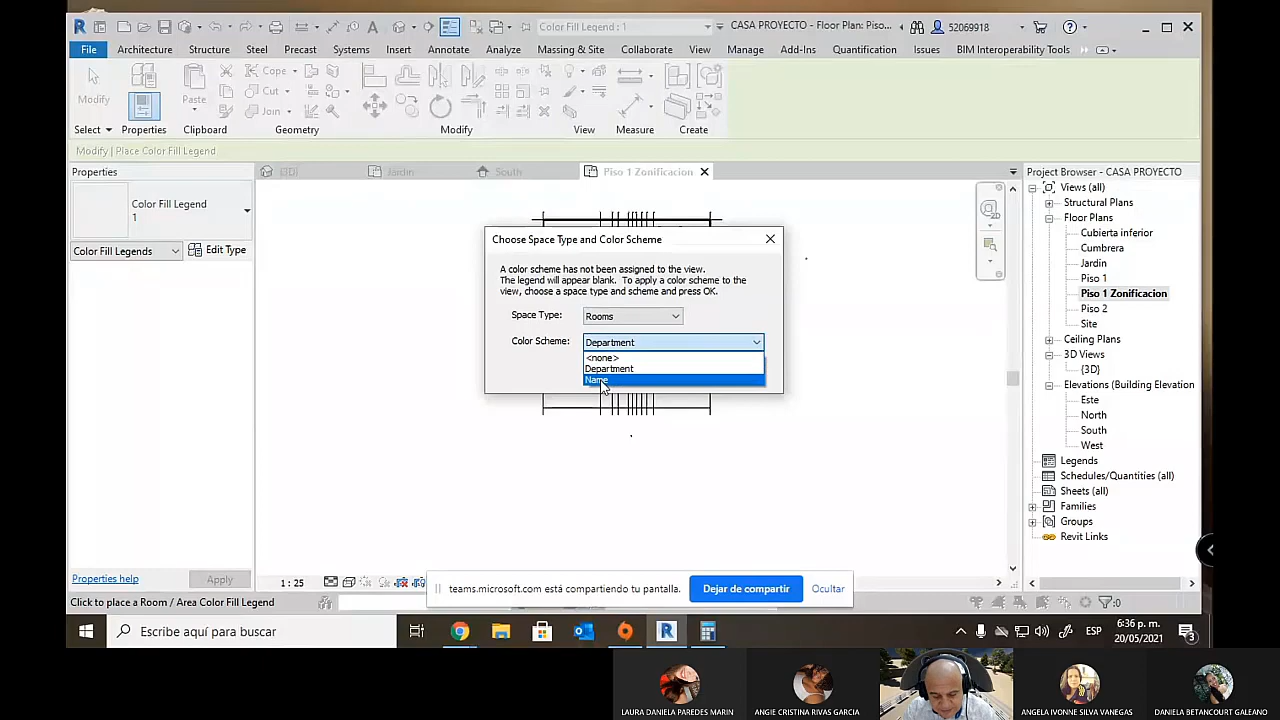 Color Fill Legend : 1
CASA PROYECTO - Floor Plan: Piso...
52069918
File Architecture Structure Steel Precast Systems Insert Annotate Analyze Massing & Site Collaborate View Manage Add-Ins Quantification Issues BIM Interoperability Tools
Modify
Paste
Cope
Cut
Join
Select Properties Clipboard Geometry Modify View Measure Create
Modify | Place Color Fill Legend
Properties
{3D}
Jardin
South
Piso 1 Zonificacion
Project Browser - CASA PROYECTO
Color Fill Legend
1
Color Fill Legends
Edit Type
Choose Space Type and Color Scheme
A color scheme has not been assigned to the view.
The legend will appear blank. To apply a color scheme to the
view, choose a space type and scheme and press OK.
Space Type: Rooms
Color Scheme: Department
<none>
Department
Name
Views (all)
Structural Plans
Floor Plans
Cubierta inferior
Cumbrera
Jardin
Piso 1
Piso 1 Zonificacion
Piso 2
Site
Ceiling Plans
3D Views
{3D}
Elevations (Building Elevation
Este
North
South
West
Legends
Schedules/Quantities (all)
Sheets (all)
Families
Groups
Revit Links
Properties help
Apply
1 : 25
teams.microsoft.com está compartiendo tu pantalla.
Dejar de compartir
Ocultar
Click to place a Room / Area Color Fill Legend
:0
Escribe aquí para buscar
ESP
6:36 p. m.
20/05/2021
3
LAURA DANIELA PAREDES MARIN
ANGIE CRISTINA RIVAS GARCIA
ANGELA IVONNE SILVA VANEGAS
DANIELA BETANCOURT GALEANO